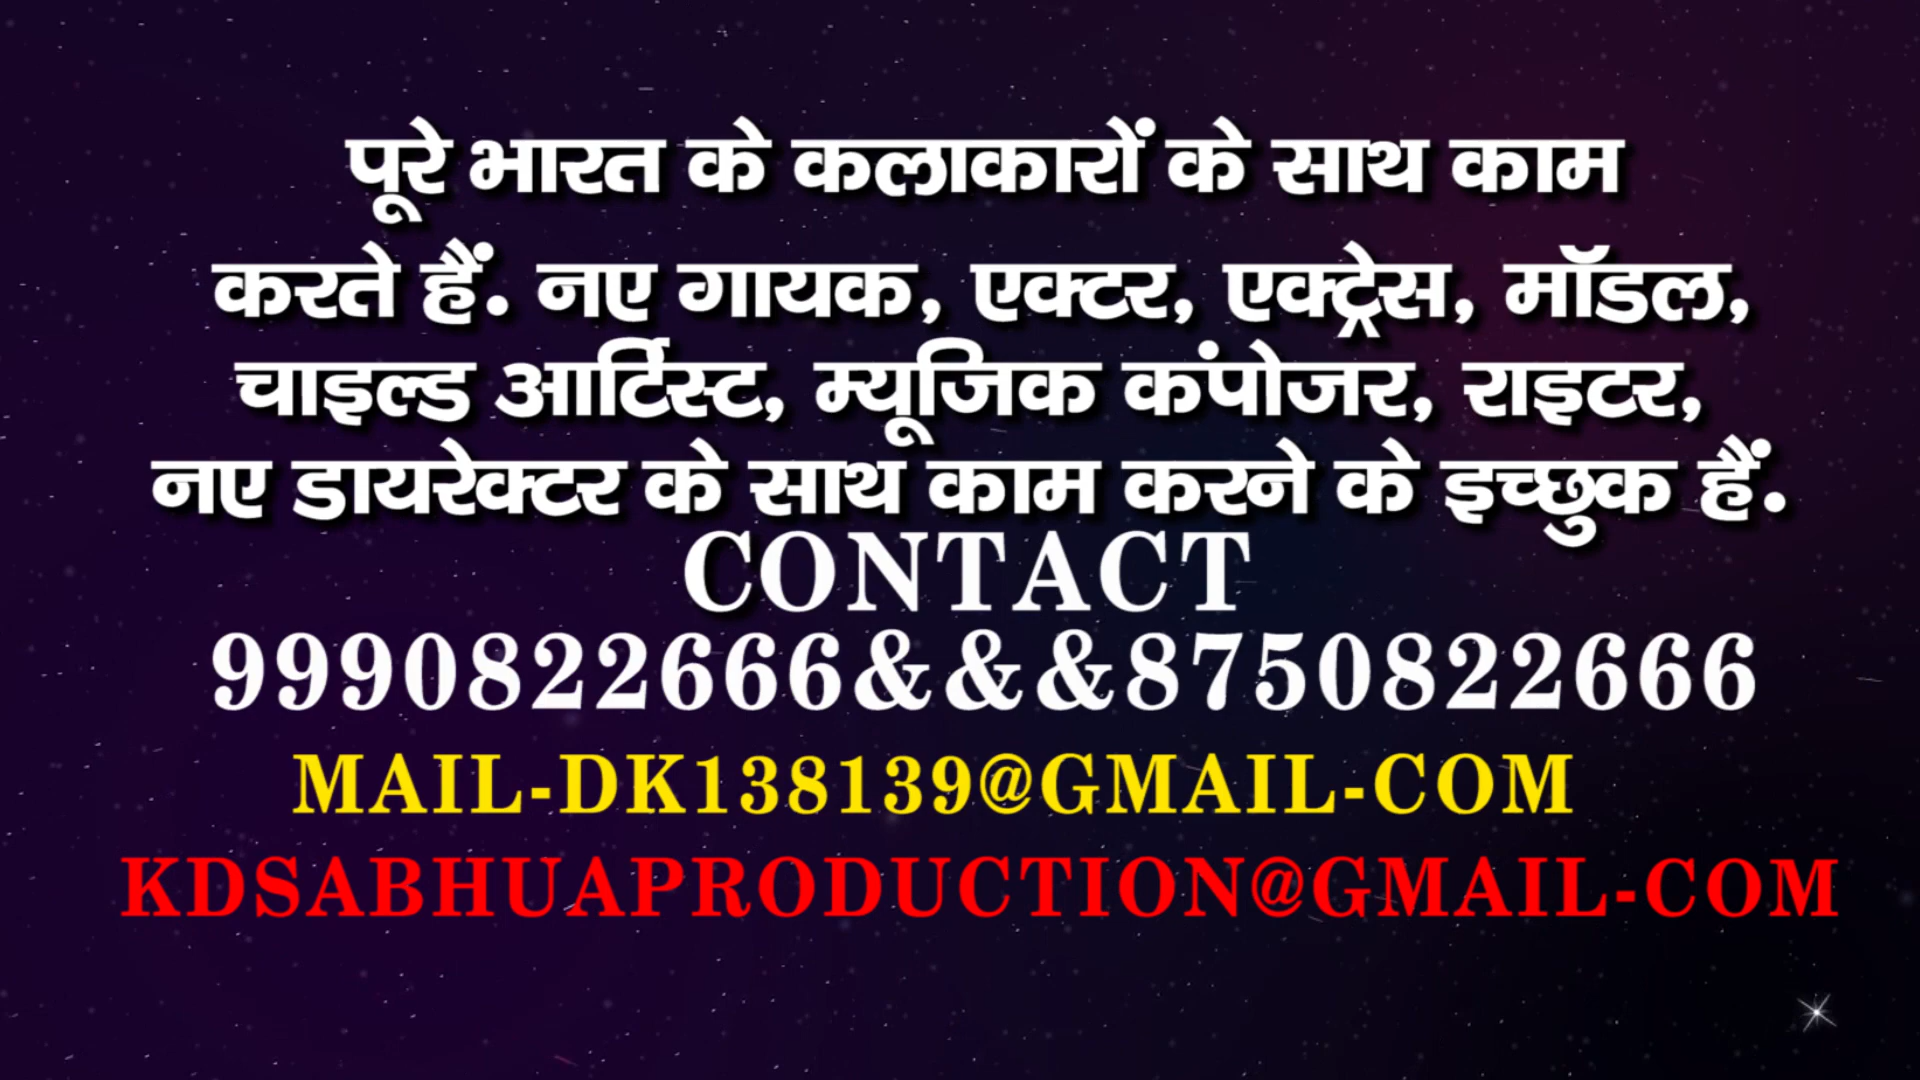 पूरे भारत के कलाकारों के साथ काम
करते हैं. नए गायक, एक्टर, एक्ट्रेस, मॉडल,
चाइल्ड आर्टिस्ट, म्यूजिक कंपोजर, राइटर,
नए डायरेक्टर के साथ काम करने के इच्छुक हैं.
CONTACT
9990822666&&&8750822666
MAIL-DK138139@GMAIL-COM
KDSABHUAPRODUCTION@GMAIL-COM